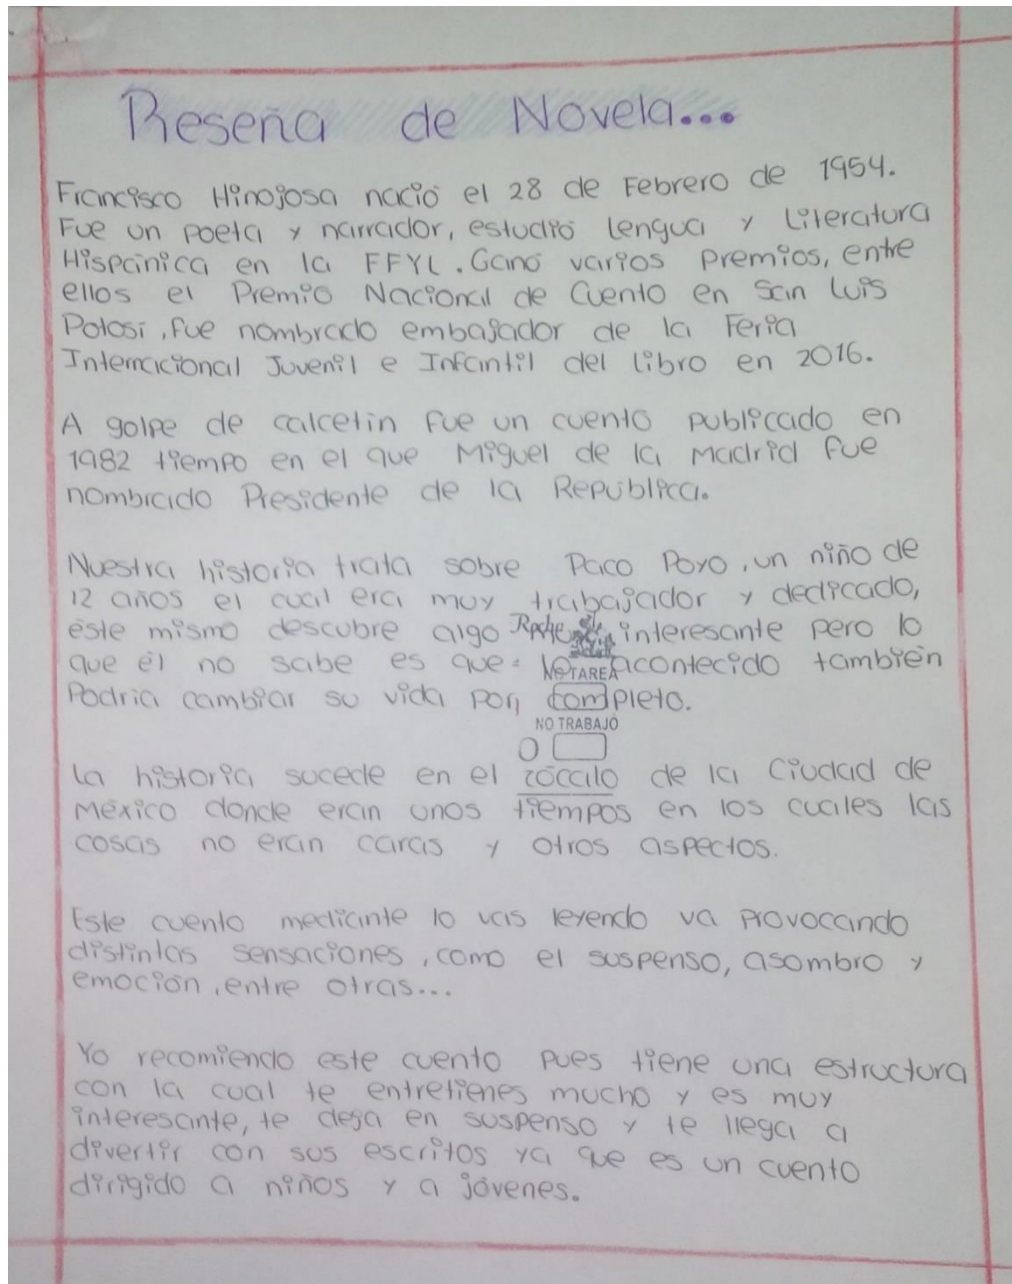 Reseña de Novela...
Francisco Hinojosa nació el 28 de Febrero de 1954.
Fue un poeta y narrador, estudió lengua y Literatura
Hispánica en la FFYL. Ganó varios premios, entre
ellos el Premio Nacional de Cuento en San Luis
Potosí, fue nombrado embajador de la Feria
Internacional Juvenil e Infantil del libro en 2016.
A golpe de calcetín fue un cuento publicado en
1982 tiempo en el que Miguel de la Madrid fue
nombrado Presidente de la República.
Nuestra historia trata sobre Paco Poyo, un niño de
12 años el cual era muy trabajador y dedicado,
éste mismo descubre algo interesante pero lo
que él no sabe es que lo acontecido también
Podría cambiar su vida por completo.
NO TAREA
NO TRABAJÓ
La historia sucede en el zócalo de la Ciudad de
México donde eran unos tiempos en los cuales las
cosas no eran caras y otros aspectos.
Este cuento mediante lo vas leyendo va provocando
distintas sensaciones, como el suspenso, asombro y
emoción, entre otras...
Yo recomiendo este cuento pues tiene una estructura
con la cual te entretienes mucho y es muy
interesante, te deja en suspenso y te llega a
divertir con sus escritos ya que es un cuento
dirigido a niños y a jóvenes.